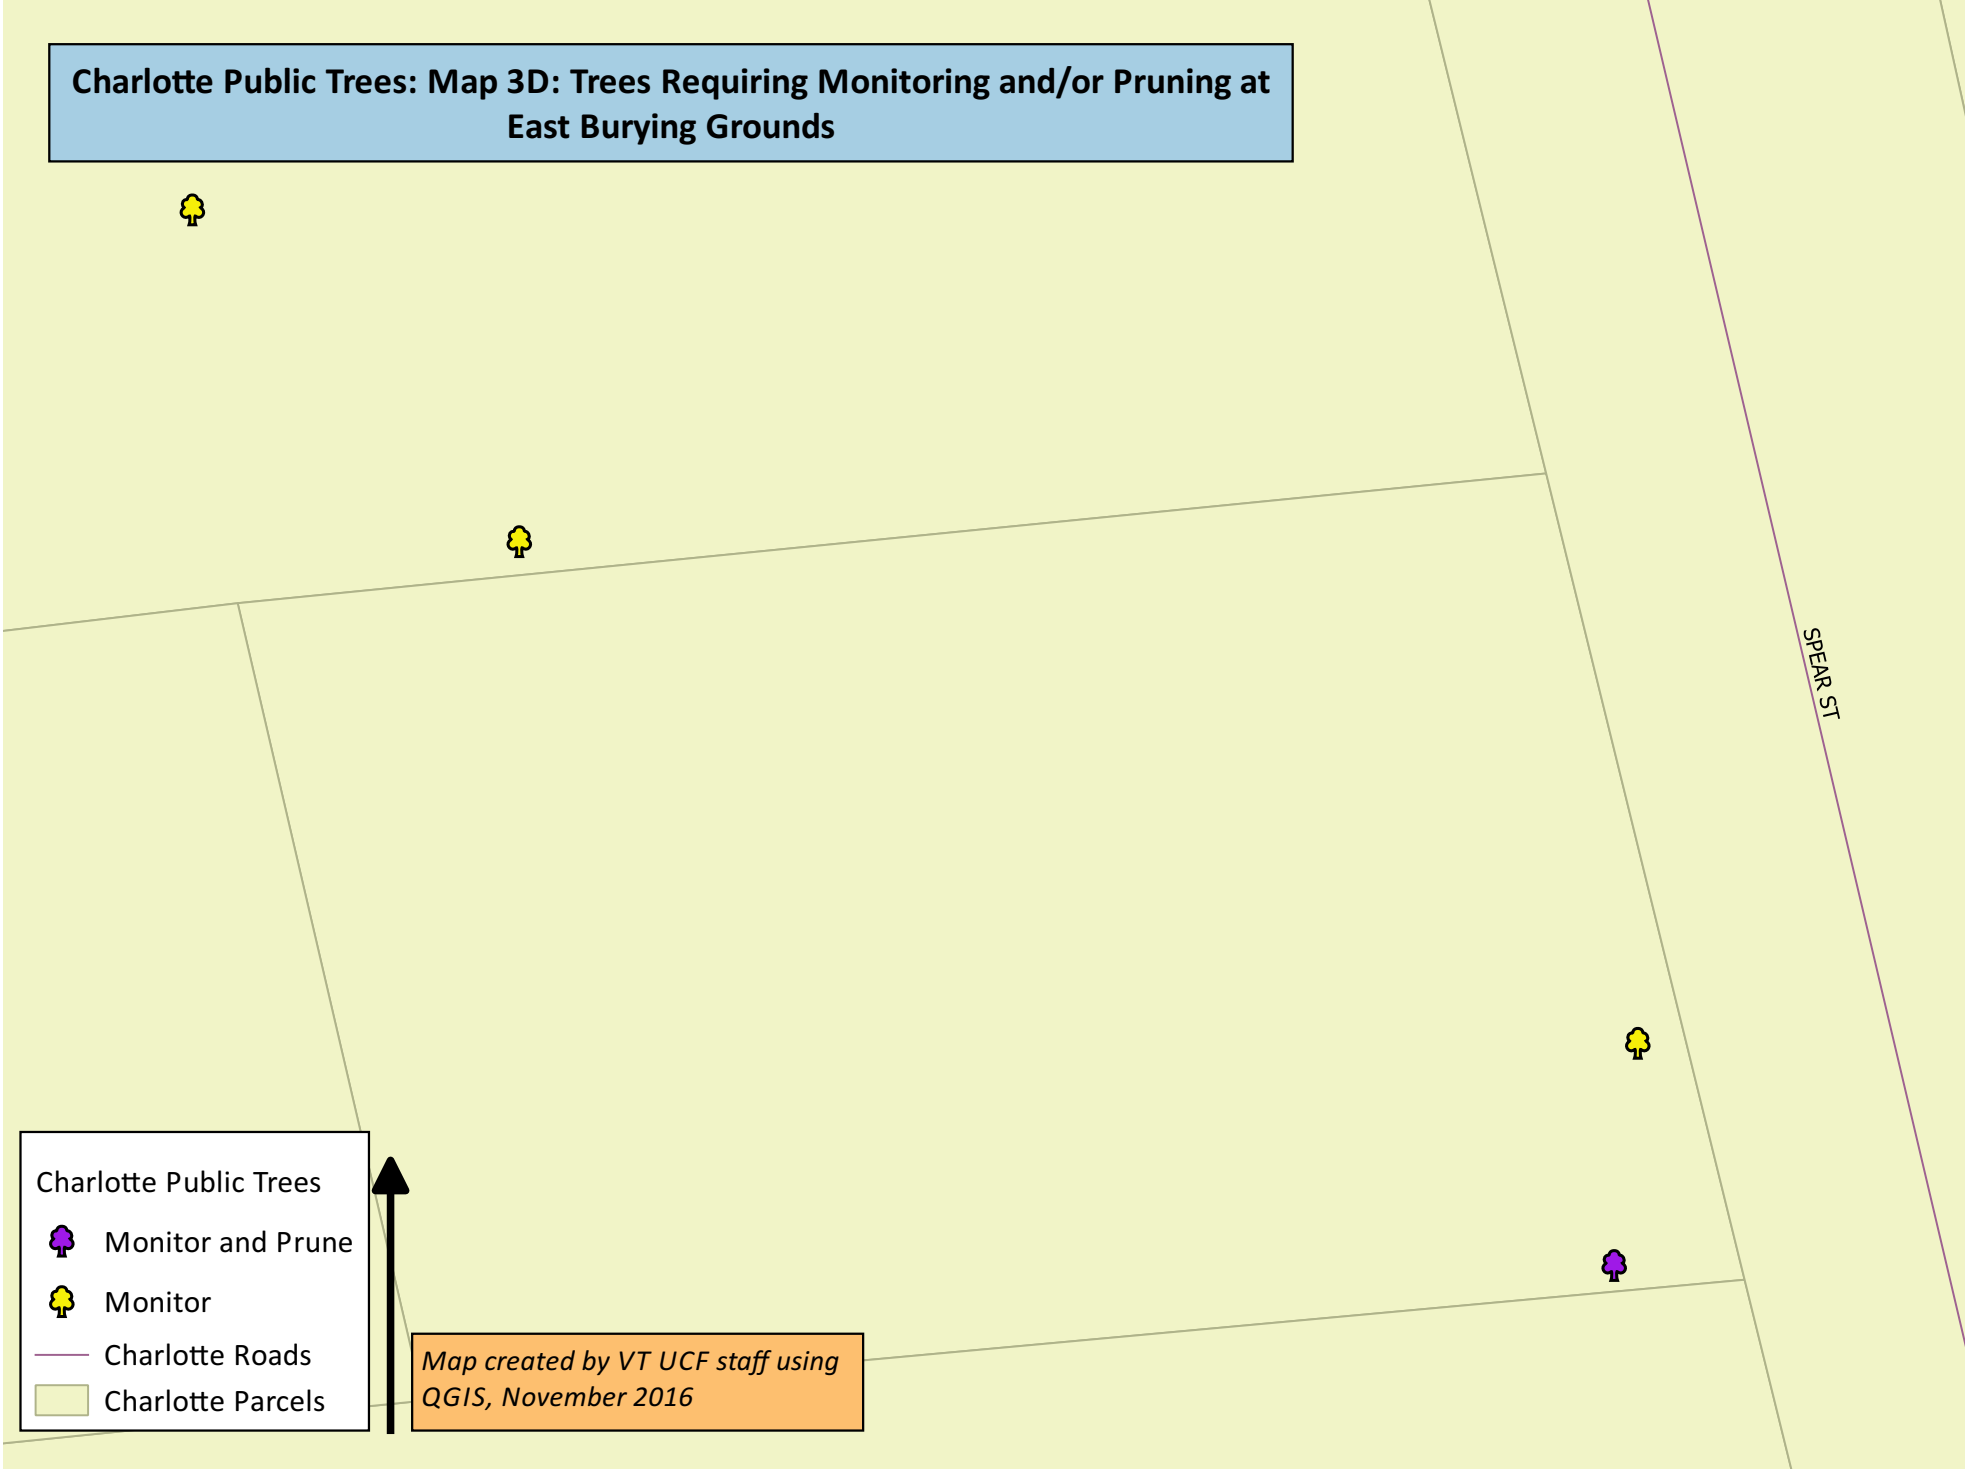 Charlotte Public Trees: Map 3D: Trees Requiring Monitoring and/or Pruning at
East Burying Grounds
SPEAR ST
Charlotte Public Trees
Monitor and Prune
Monitor
Charlotte Roads
Charlotte Parcels
Map created by VT UCF staff using
QGIS, November 2016